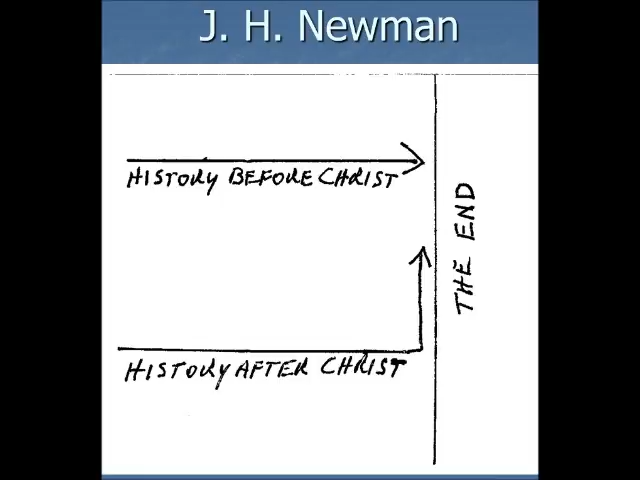 J. H. Newman
HISTORY BEFORE CHRIST
THE END
HISTORY AFTER CHRIST